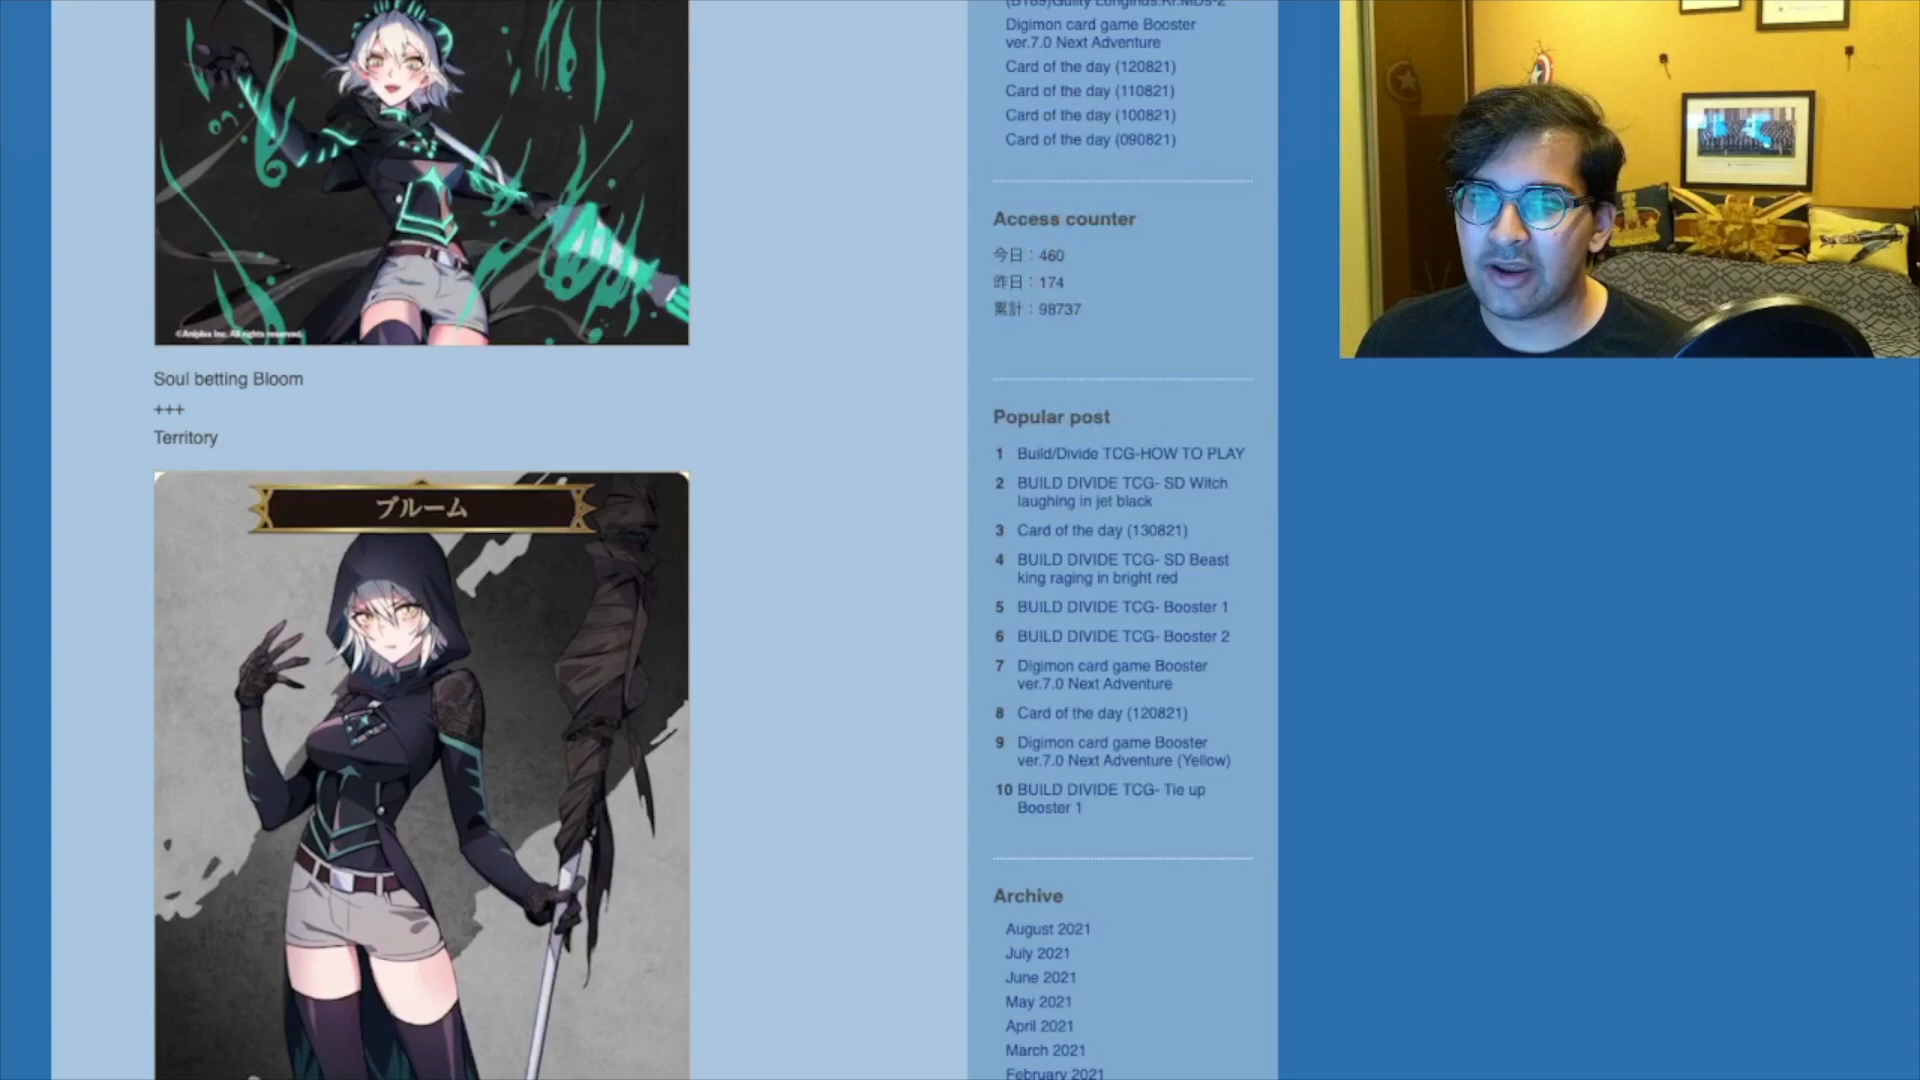 ©Aniplex Inc. All rights reserved.
Soul betting Bloom
+++
Territory
ブルーム
Digimon card game Booster
ver.7.0 Next Adventure
Card of the day (120821)
Card of the day (110821)
Card of the day (100821)
Card of the day (090821)
Access counter
今日：460
昨日：174
累計：98737
Popular post
1 Build/Divide TCG-HOW TO PLAY
2 BUILD DIVIDE TCG- SD Witch
laughing in jet black
3 Card of the day (130821)
4 BUILD DIVIDE TCG- SD Beast
king raging in bright red
5 BUILD DIVIDE TCG- Booster 1
6 BUILD DIVIDE TCG- Booster 2
7 Digimon card game Booster
ver.7.0 Next Adventure
8 Card of the day (120821)
9 Digimon card game Booster
ver.7.0 Next Adventure (Yellow)
10 BUILD DIVIDE TCG- Tie up
Booster 1
Archive
August 2021
July 2021
June 2021
May 2021
April 2021
March 2021
February 2021